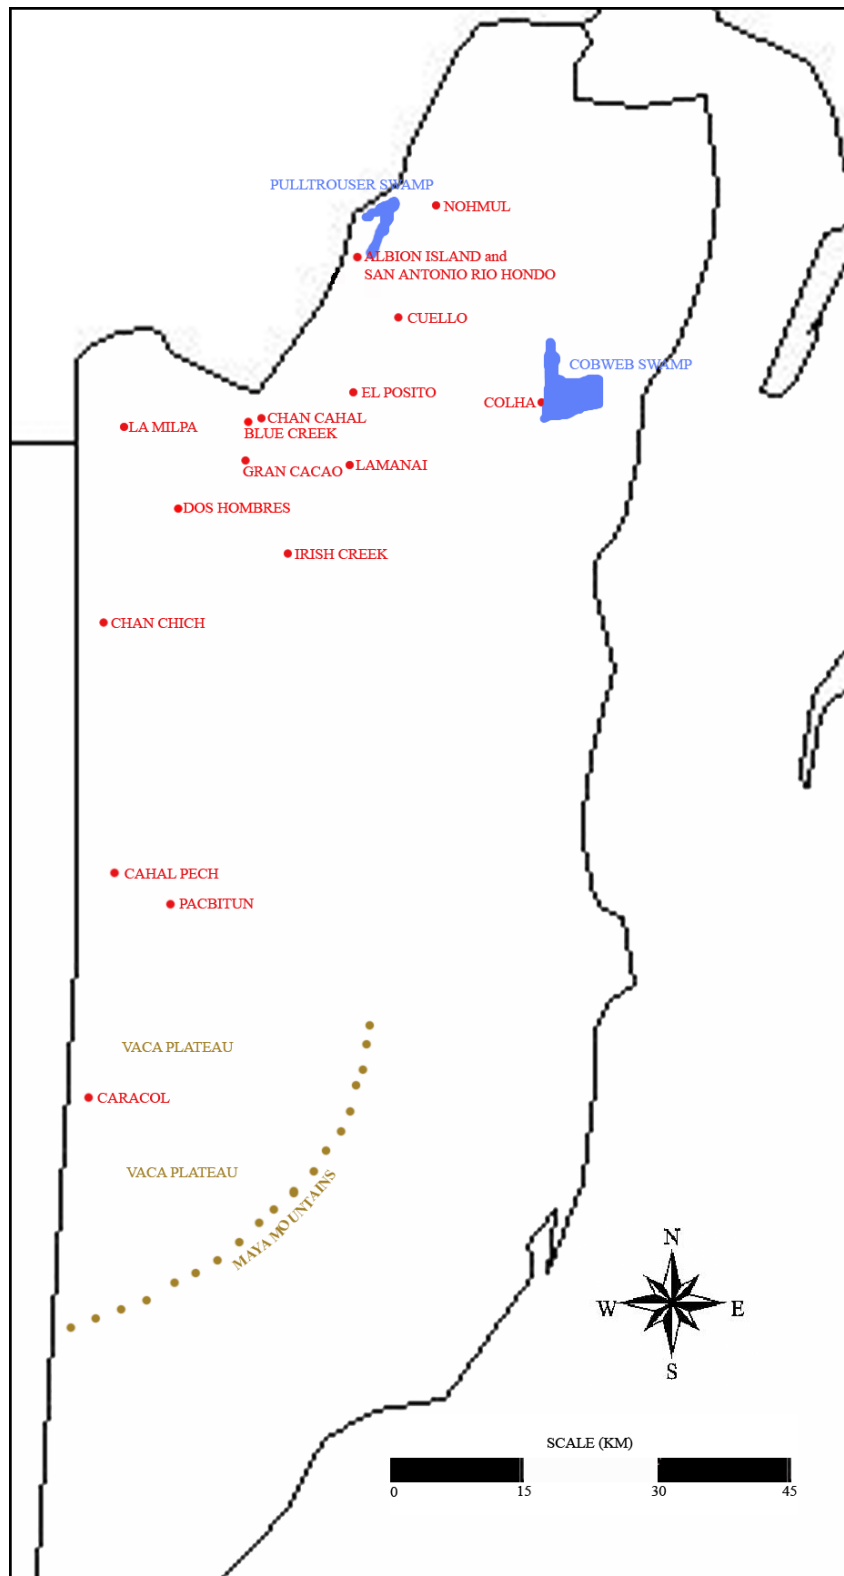 PULLTROUSER SWAMP
NOHMUL
ALBION ISLAND and
SAN ANTONIO RIO HONDO
CUELLO
COBWEB SWAMP
EL POSITO
COLHA
CHAN CAHAL
LA MILPA
BLUE CREEK
LAMANAI
GRAN CACAO
DOS HOMBRES
IRISH CREEK
CHAN CHICH
CAHAL PECH
PACBITUN
VACA PLATEAU
CARACOL
VACA PLATEAU
MAYA MOUNTAINS
N
W E
S
SCALE (KM)
0 15 30 45